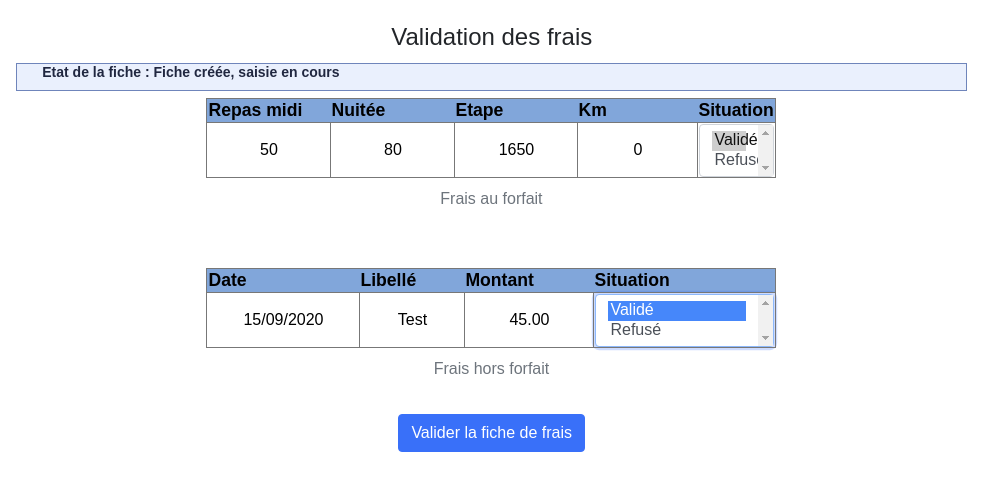 Validation des frais
Etat de la fiche : Fiche créée, saisie en cours
Repas midi Nuitée Etape Km Situation
50 80 1650 0 Validé
Refusé
Frais au forfait
Date Libellé Montant Situation
15/09/2020 Test 45.00 Validé
Refusé
Frais hors forfait
Valider la fiche de frais